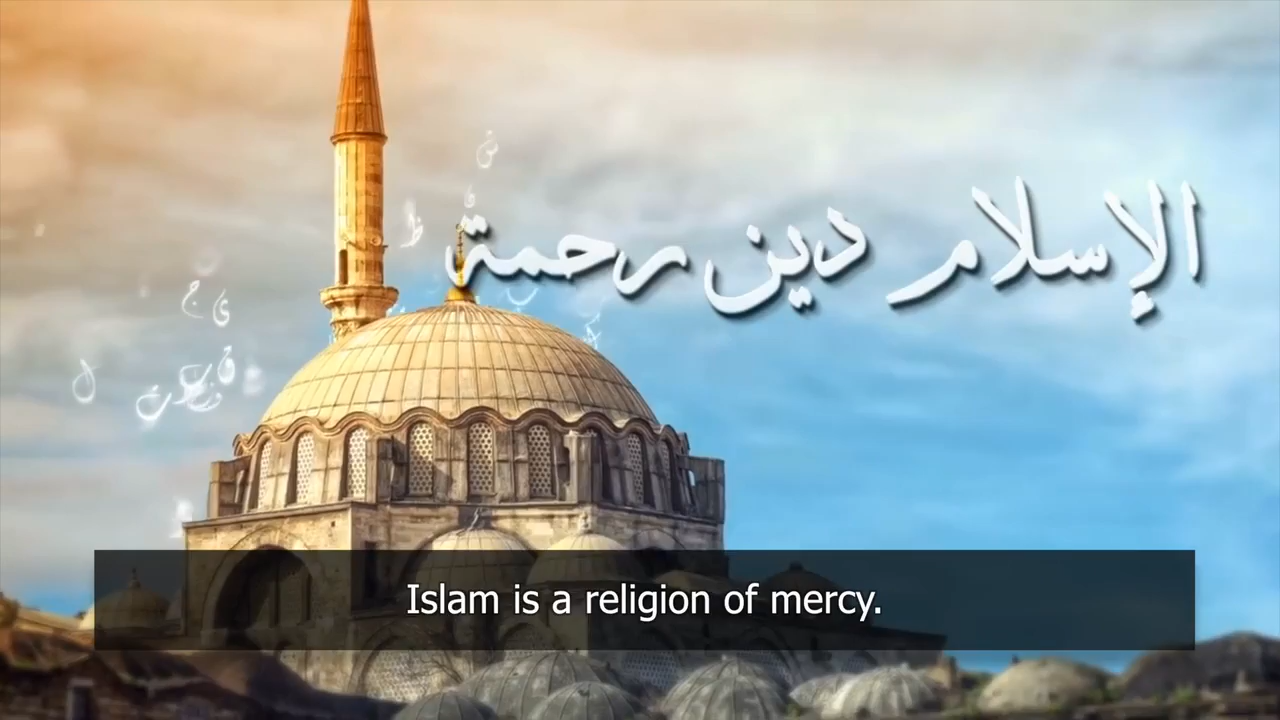 الإسلام دين رحمة
Islam is a religion of mercy.